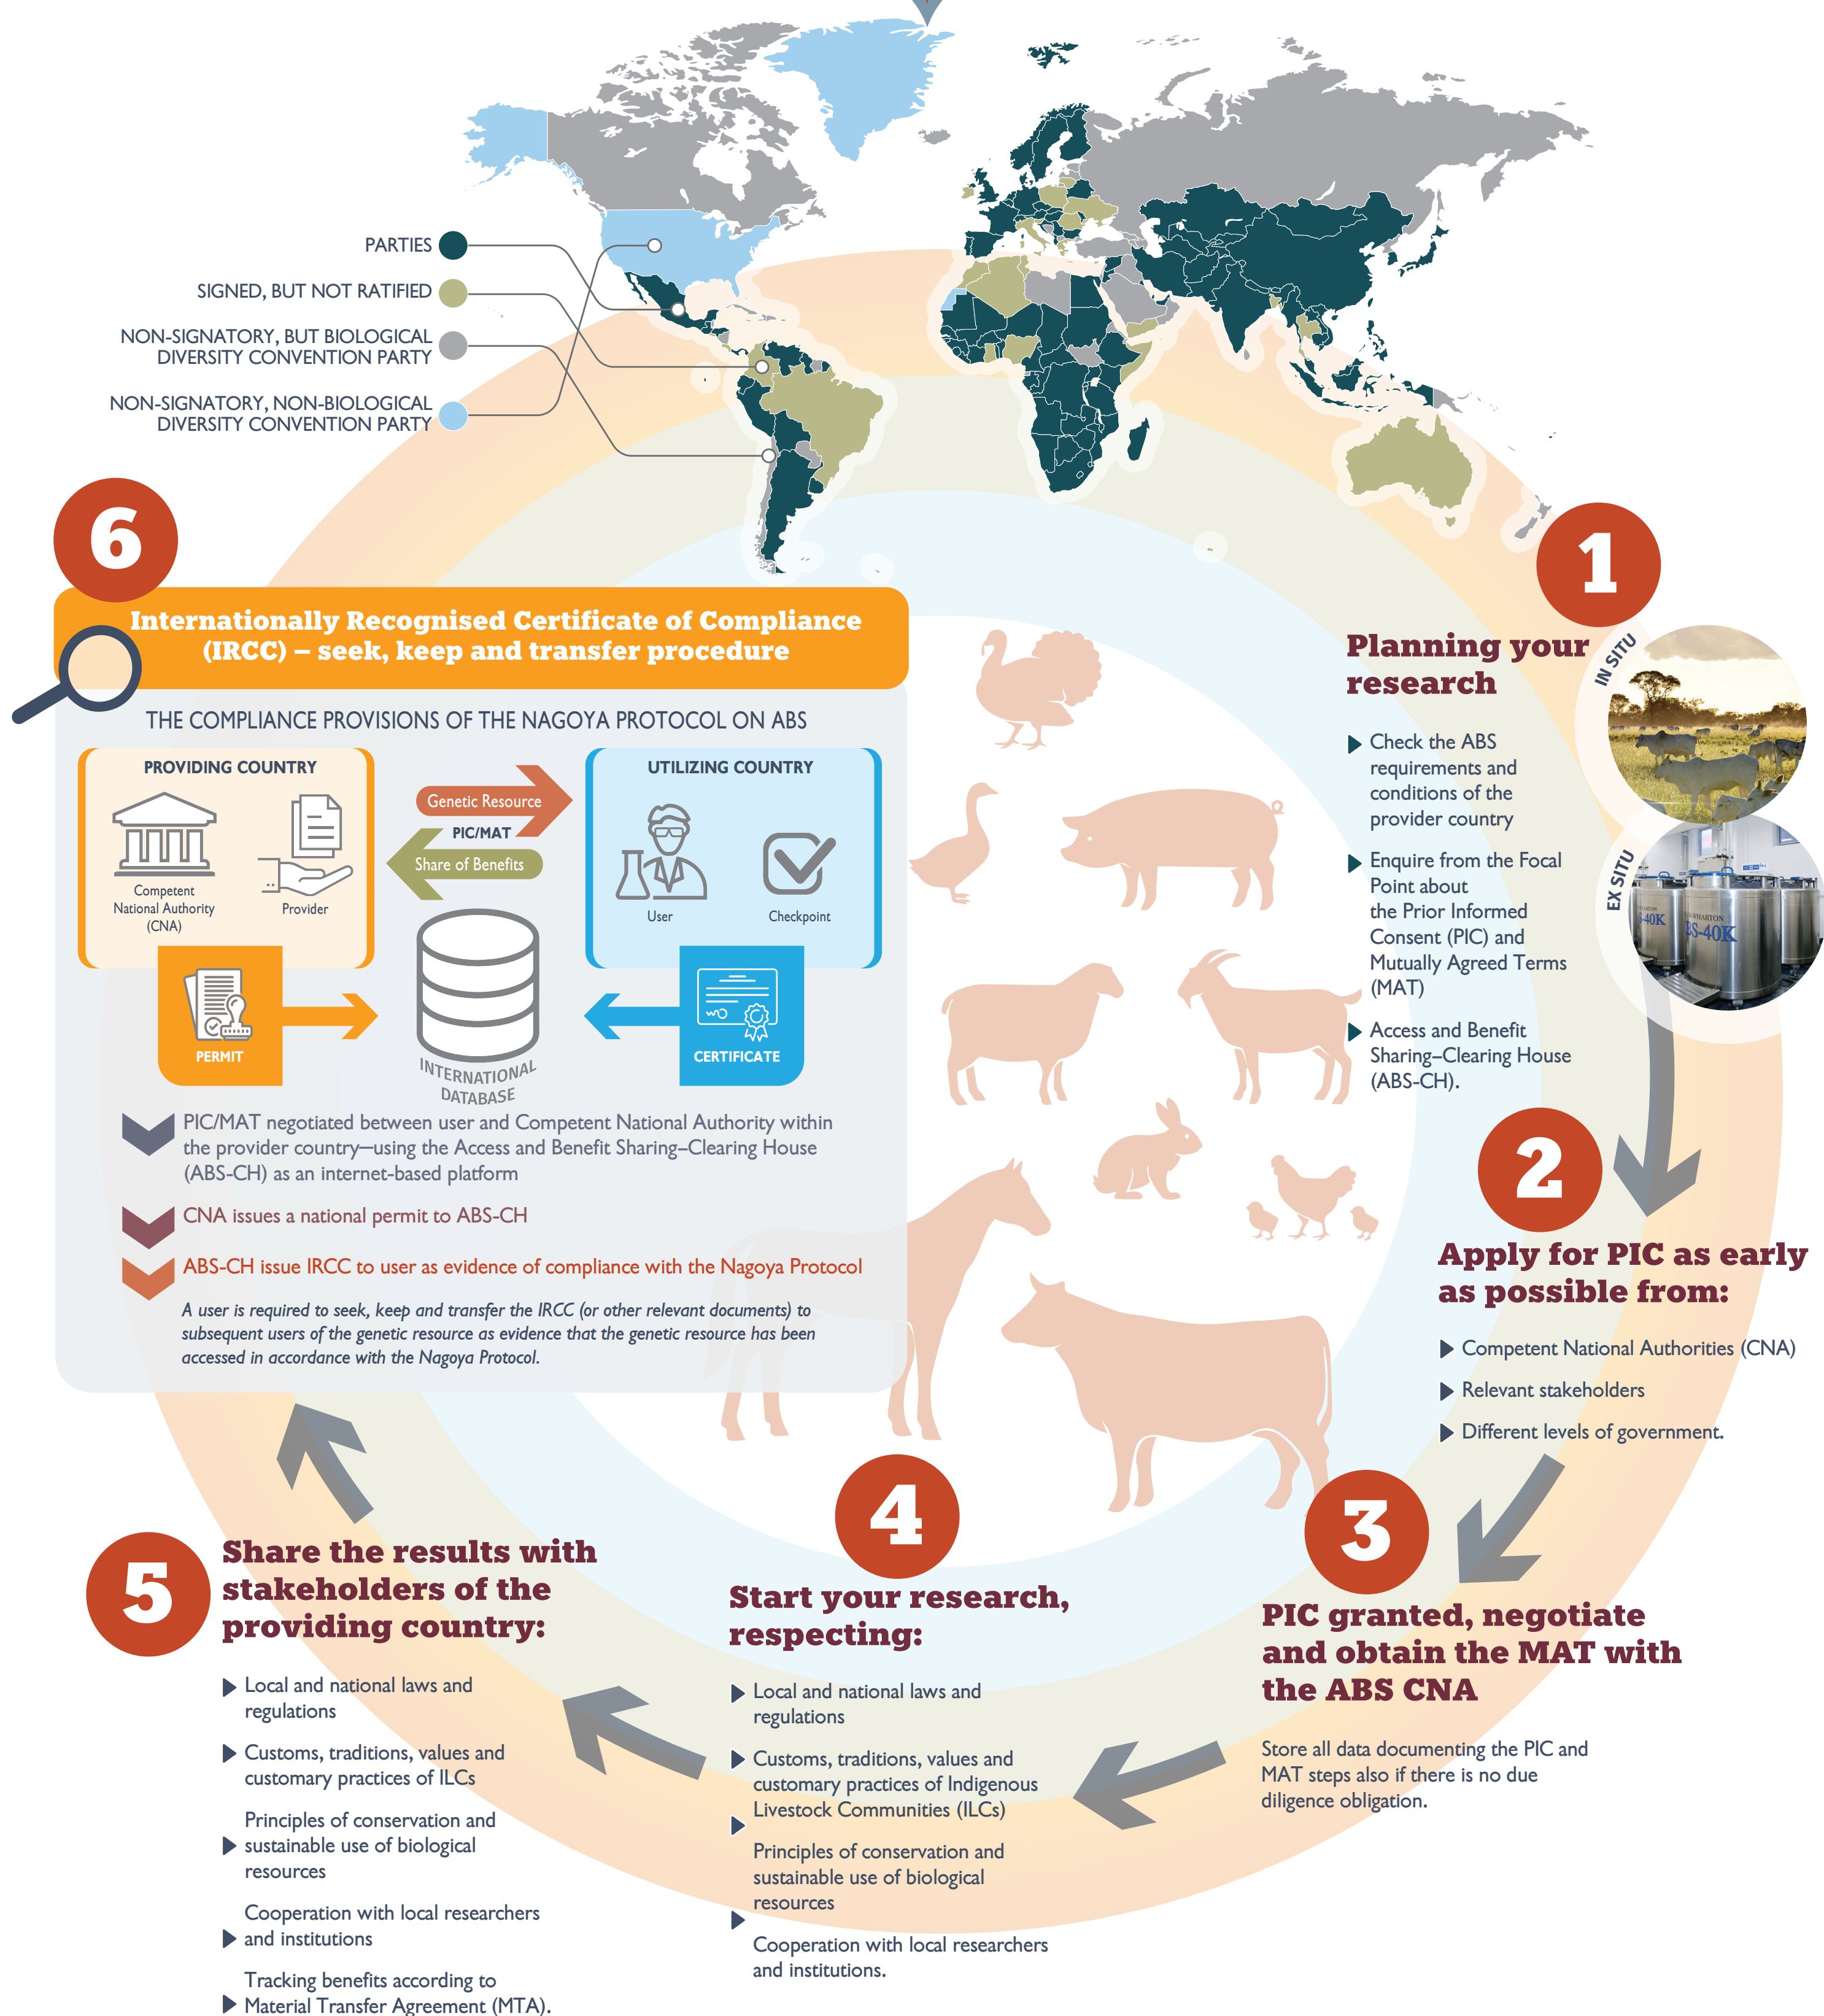 PARTIES
SIGNED, BUT NOT RATIFIED
NON-SIGNATORY, BUT BIOLOGICAL
DIVERSITY CONVENTION PARTY
NON-SIGNATORY, NON-BIOLOGICAL
DIVERSITY CONVENTION PARTY
1
Planning your
research
IN SITU
EX SITU
WHARTON
S-40K
BS-40K
Check the ABS
requirements and
conditions of the
provider country
Enquire from the Focal
Point about
the Prior Informed
Consent (PIC) and
Mutually Agreed Terms
(MAT)
Access and Benefit
Sharing–Clearing House
(ABS-CH).
2
Apply for PIC as early
as possible from:
Competent National Authorities (CNA)
Relevant stakeholders
Different levels of government.
3
PIC granted, negotiate
and obtain the MAT with
the ABS CNA
Store all data documenting the PIC and
MAT steps also if there is no due
diligence obligation.
4
Start your research,
respecting:
Local and national laws and
regulations
Customs, traditions, values and
customary practices of Indigenous
Livestock Communities (ILCs)
Principles of conservation and
sustainable use of biological
resources
Cooperation with local researchers
and institutions.
5
Share the results with
stakeholders of the
providing country:
Local and national laws and
regulations
Customs, traditions, values and
customary practices of ILCs
Principles of conservation and
sustainable use of biological
resources
Cooperation with local researchers
and institutions
Tracking benefits according to
Material Transfer Agreement (MTA).
6
Internationally Recognised Certificate of Compliance
(IRCC) – seek, keep and transfer procedure
THE COMPLIANCE PROVISIONS OF THE NAGOYA PROTOCOL ON ABS
PROVIDING COUNTRY
Competent
National Authority
(CNA)
Provider
Genetic Resource
PIC/MAT
Share of Benefits
UTILIZING COUNTRY
User
Checkpoint
PERMIT
INTERNATIONAL
DATABASE
CERTIFICATE
PIC/MAT negotiated between user and Competent National Authority within
the provider country—using the Access and Benefit Sharing–Clearing House
(ABS-CH) as an internet-based platform
CNA issues a national permit to ABS-CH
ABS-CH issue IRCC to user as evidence of compliance with the Nagoya Protocol
A user is required to seek, keep and transfer the IRCC (or other relevant documents) to
subsequent users of the genetic resource as evidence that the genetic resource has been
accessed in accordance with the Nagoya Protocol.